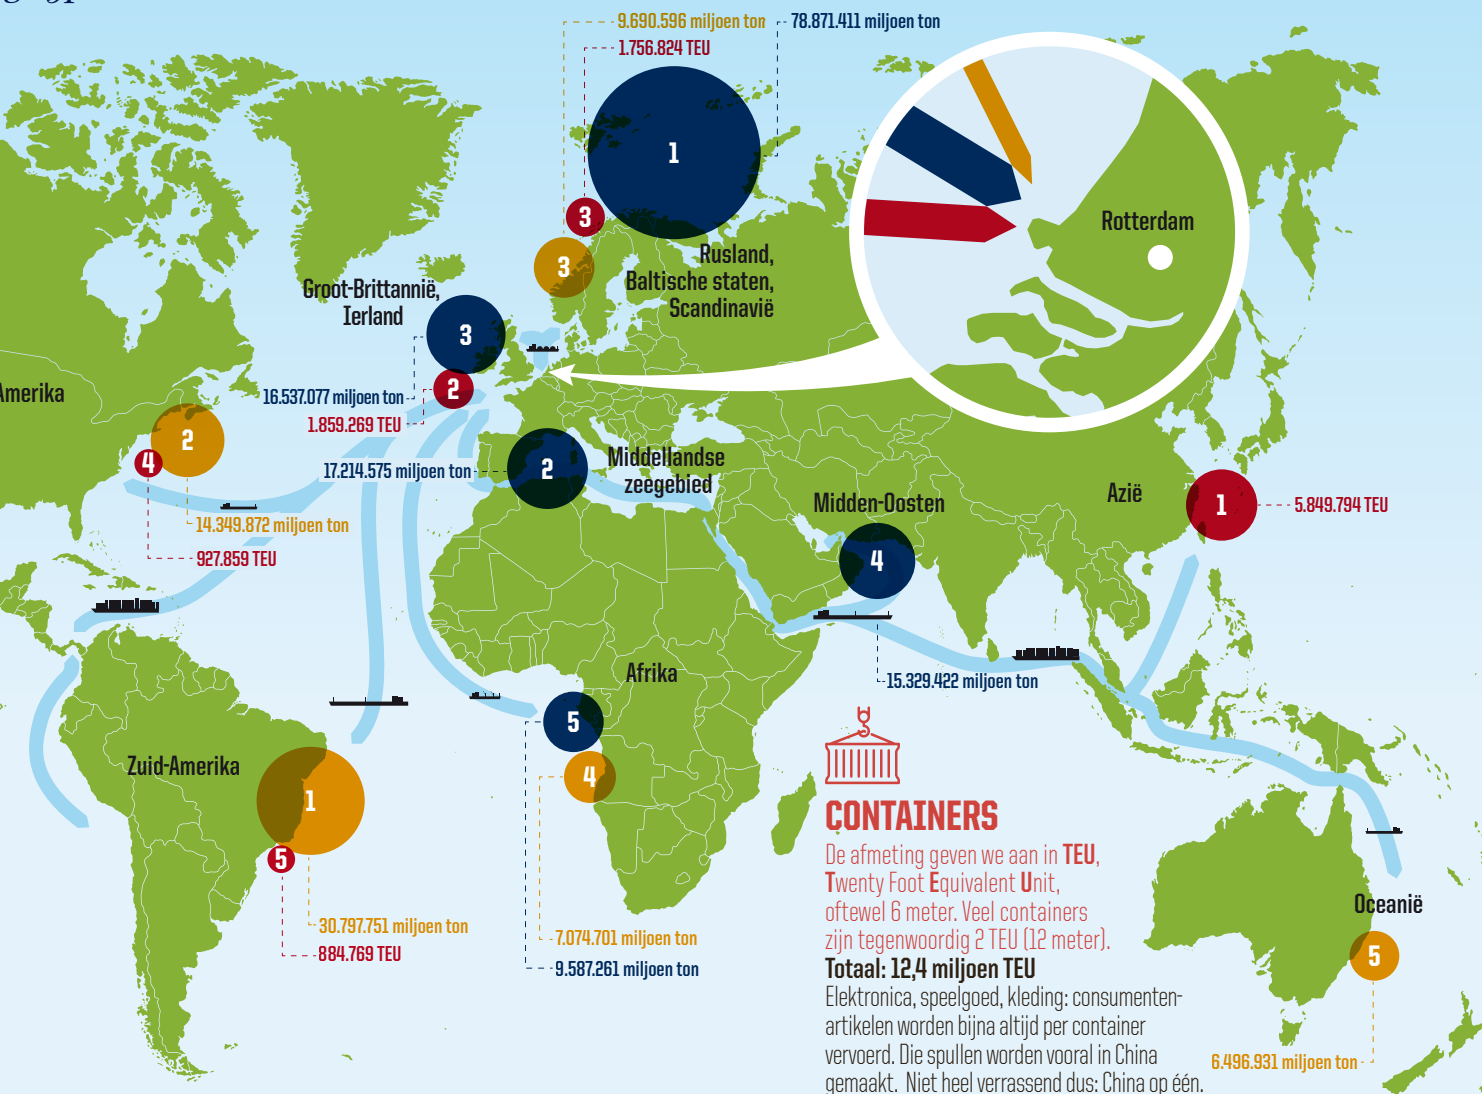 9.690.596 miljoen ton
78.871.411 miljoen ton
1.756.824 TEU
1
3
3
Rusland,
Baltische staten,
Scandinavië
Rotterdam
Groot-Brittannië,
Ierland
3
2
16.537.077 miljoen ton
1.859.269 TEU
Amerika
2
4
14.349.872 miljoen ton
927.859 TEU
17.214.575 miljoen ton
2
Middellandse
zeegebied
Midden-Oosten
4
15.329.422 miljoen ton
Azië
1
5.849.794 TEU
Afrika
5
4
7.074.701 miljoen ton
9.587.261 miljoen ton
Zuid-Amerika
1
5
30.797.751 miljoen ton
884.769 TEU
CONTAINERS
De afmeting geven we aan in TEU,
Twenty Foot Equivalent Unit,
oftewel 6 meter. Veel containers
zijn tegenwoordig 2 TEU (12 meter).
Totaal: 12,4 miljoen TEU
Elektronica, speelgoed, kleding: consumenten-
artikelen worden bijna altijd per container
vervoerd. Die spullen worden vooral in China
gemaakt. Niet heel verrassend dus: China op één.
Oceanië
5
6.496.931 miljoen ton